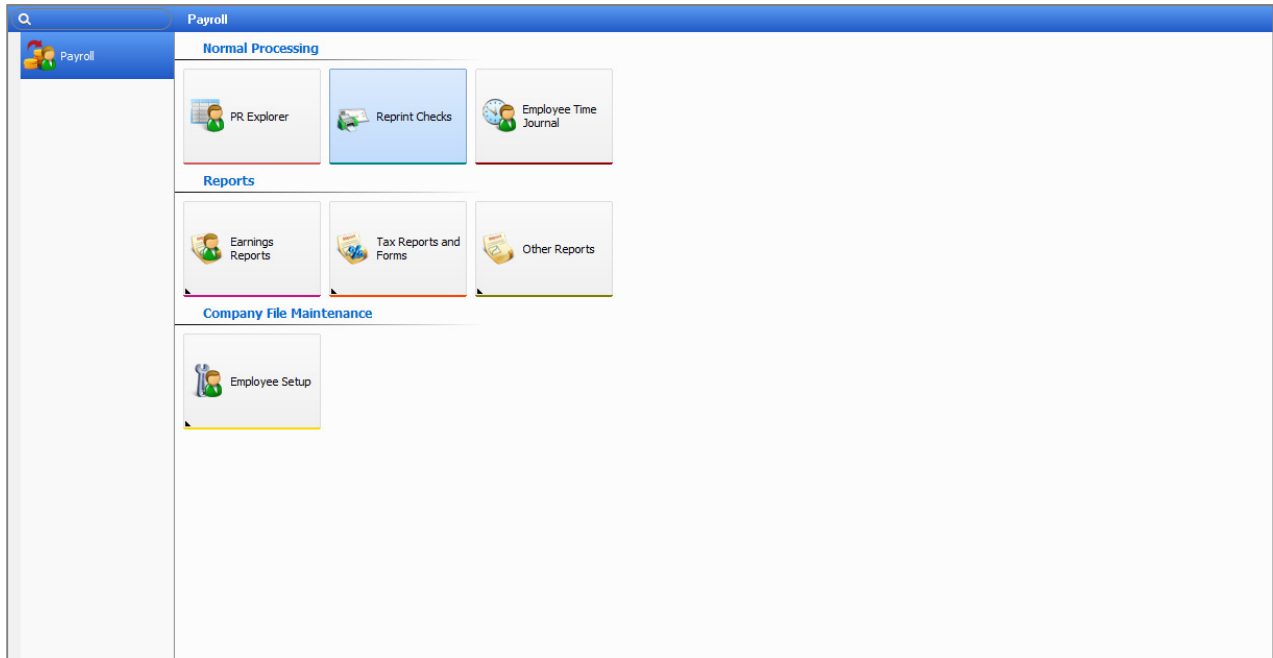 Payroll
Payroll
Normal Processing
PR Explorer
Reprint Checks
Employee Time
Journal
Reports
Earnings
Reports
Tax Reports and
Forms
Other Reports
Company File Maintenance
Employee Setup